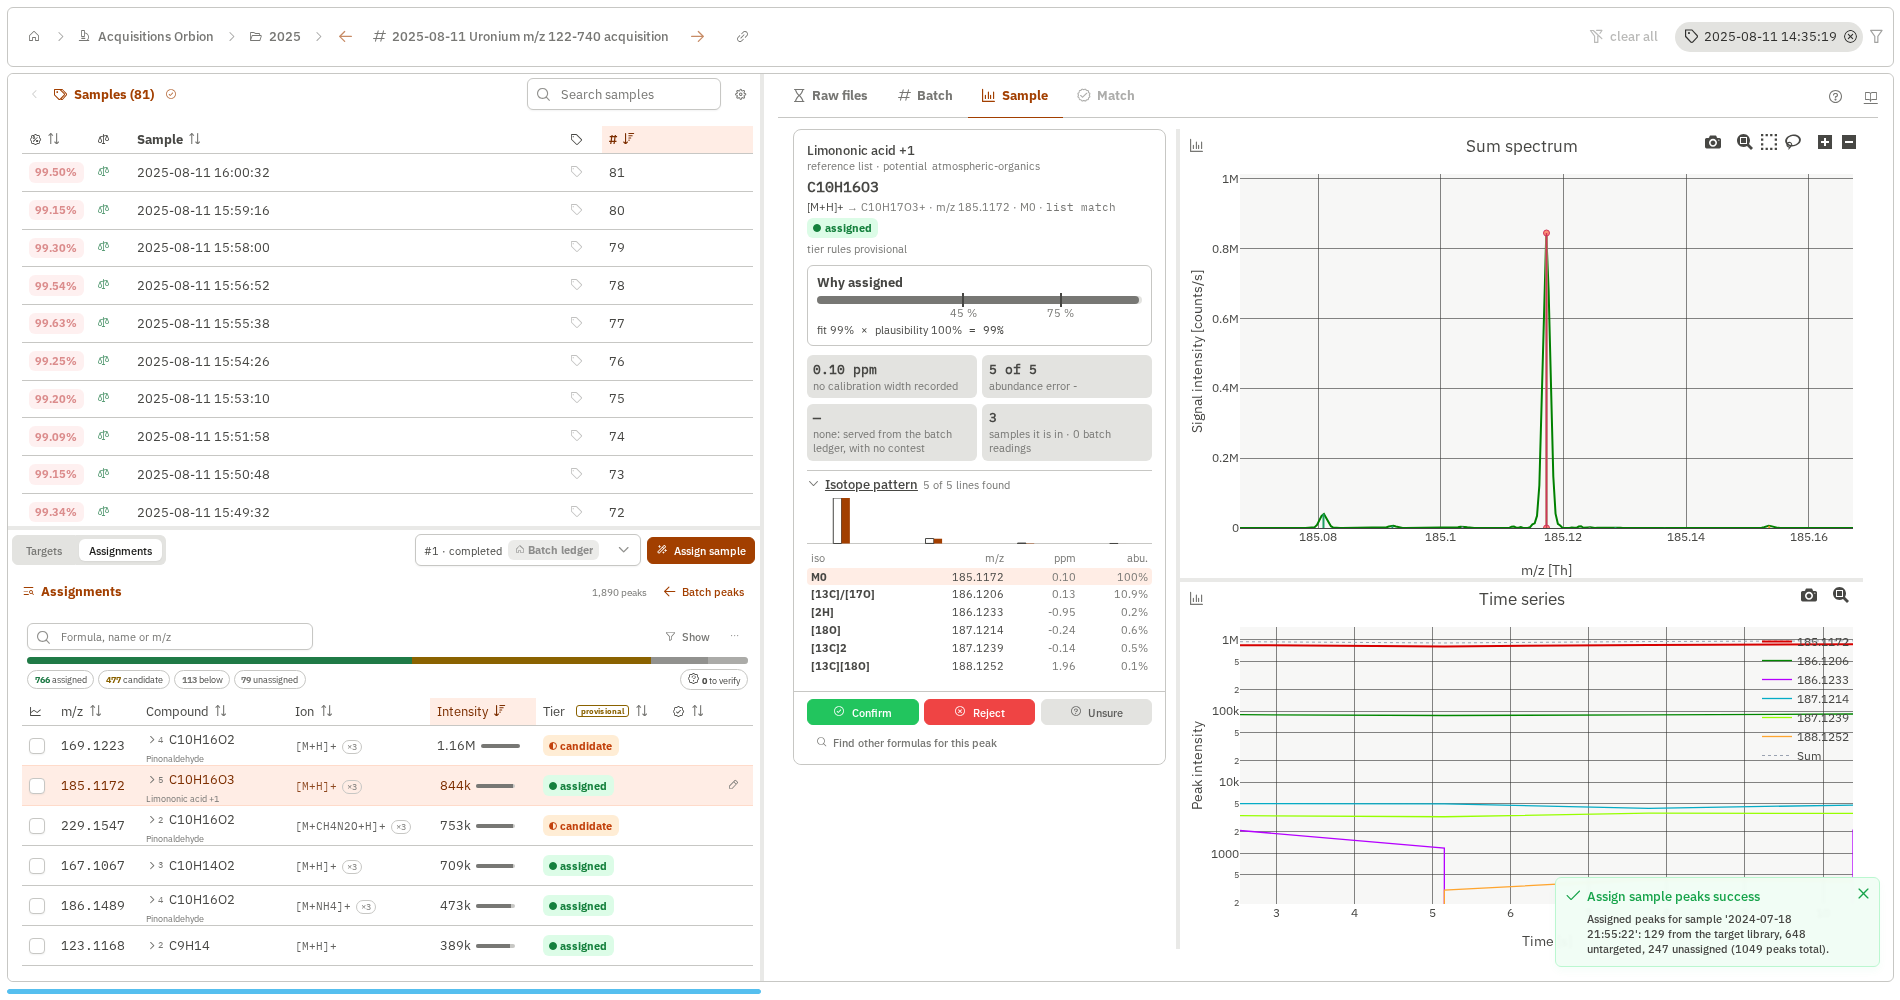 Acquisitions Orbion
2025
2025-08-11 Uronium m/z 122-740 acquisition
clear all
2025-08-11 14:35:19
Samples (81)
Search samples
Sample
#
99.50% 2025-08-11 16:00:32 81
99.15% 2025-08-11 15:59:16 80
99.30% 2025-08-11 15:58:00 79
99.54% 2025-08-11 15:56:52 78
99.63% 2025-08-11 15:55:38 77
99.25% 2025-08-11 15:54:26 76
99.20% 2025-08-11 15:53:10 75
99.09% 2025-08-11 15:51:58 74
99.15% 2025-08-11 15:50:48 73
99.34% 2025-08-11 15:49:32 72
Targets
Assignments
#1 · completed
Batch ledger
Assign sample
Assignments
1,890 peaks
Batch peaks
Formula, name or m/z
Show
766 assigned
477 candidate
113 below
79 unassigned
0 to verify
m/z Compound Ion Intensity Tier provisional
169.1223 4 C10H16O2 [M+H]+ ×3 1.16M candidate
Pinonaldehyde
185.1172 5 C10H16O3 [M+H]+ ×3 844k assigned
Limononic acid +1
229.1547 2 C10H16O2 [M+CH4N2O+H]+ ×3 753k candidate
Pinonaldehyde
167.1067 3 C10H14O2 [M+H]+ ×3 709k assigned
186.1489 4 C10H16O2 [M+NH4]+ ×3 473k assigned
Pinonaldehyde
123.1168 2 C9H14 [M+H]+ 389k assigned
Raw files
Batch
Sample
Match
Limononic acid +1
reference list · potential atmospheric-organics
C10H16O3
[M+H]+ → C10H17O3+ · m/z 185.1172 · M0 · list match
assigned
tier rules provisional
Why assigned
45 % 75 %
fit 99% × plausibility 100% = 99%
0.10 ppm
no calibration width recorded
5 of 5
abundance error -
—
none: served from the batch
ledger, with no contest
3
samples it is in · 0 batch
readings
Isotope pattern 5 of 5 lines found
iso m/z ppm abu.
M0 185.1172 0.10 100%
[13C]/[17O] 186.1206 0.13 10.9%
[2H] 186.1233 -0.95 0.2%
[18O] 187.1214 -0.24 0.6%
[13C]2 187.1239 -0.14 0.5%
[13C][18O] 188.1252 1.96 0.1%
Confirm
Reject
Unsure
Find other formulas for this peak
Sum spectrum
Signal intensity [counts/s]
1M
0.8M
0.6M
0.4M
0.2M
0
185.08 185.1 185.12 185.14 185.16
m/z [Th]
Time series
Peak intensity
1M
5
2
100k
5
2
10k
5
2
1000
5
2
185.1172
186.1206
186.1233
187.1214
187.1239
188.1252
Sum
3 4 5 6
Time
Assign sample peaks success
Assigned peaks for sample '2024-07-18
21:55:22': 129 from the target library, 648
untargeted, 247 unassigned (1049 peaks total).